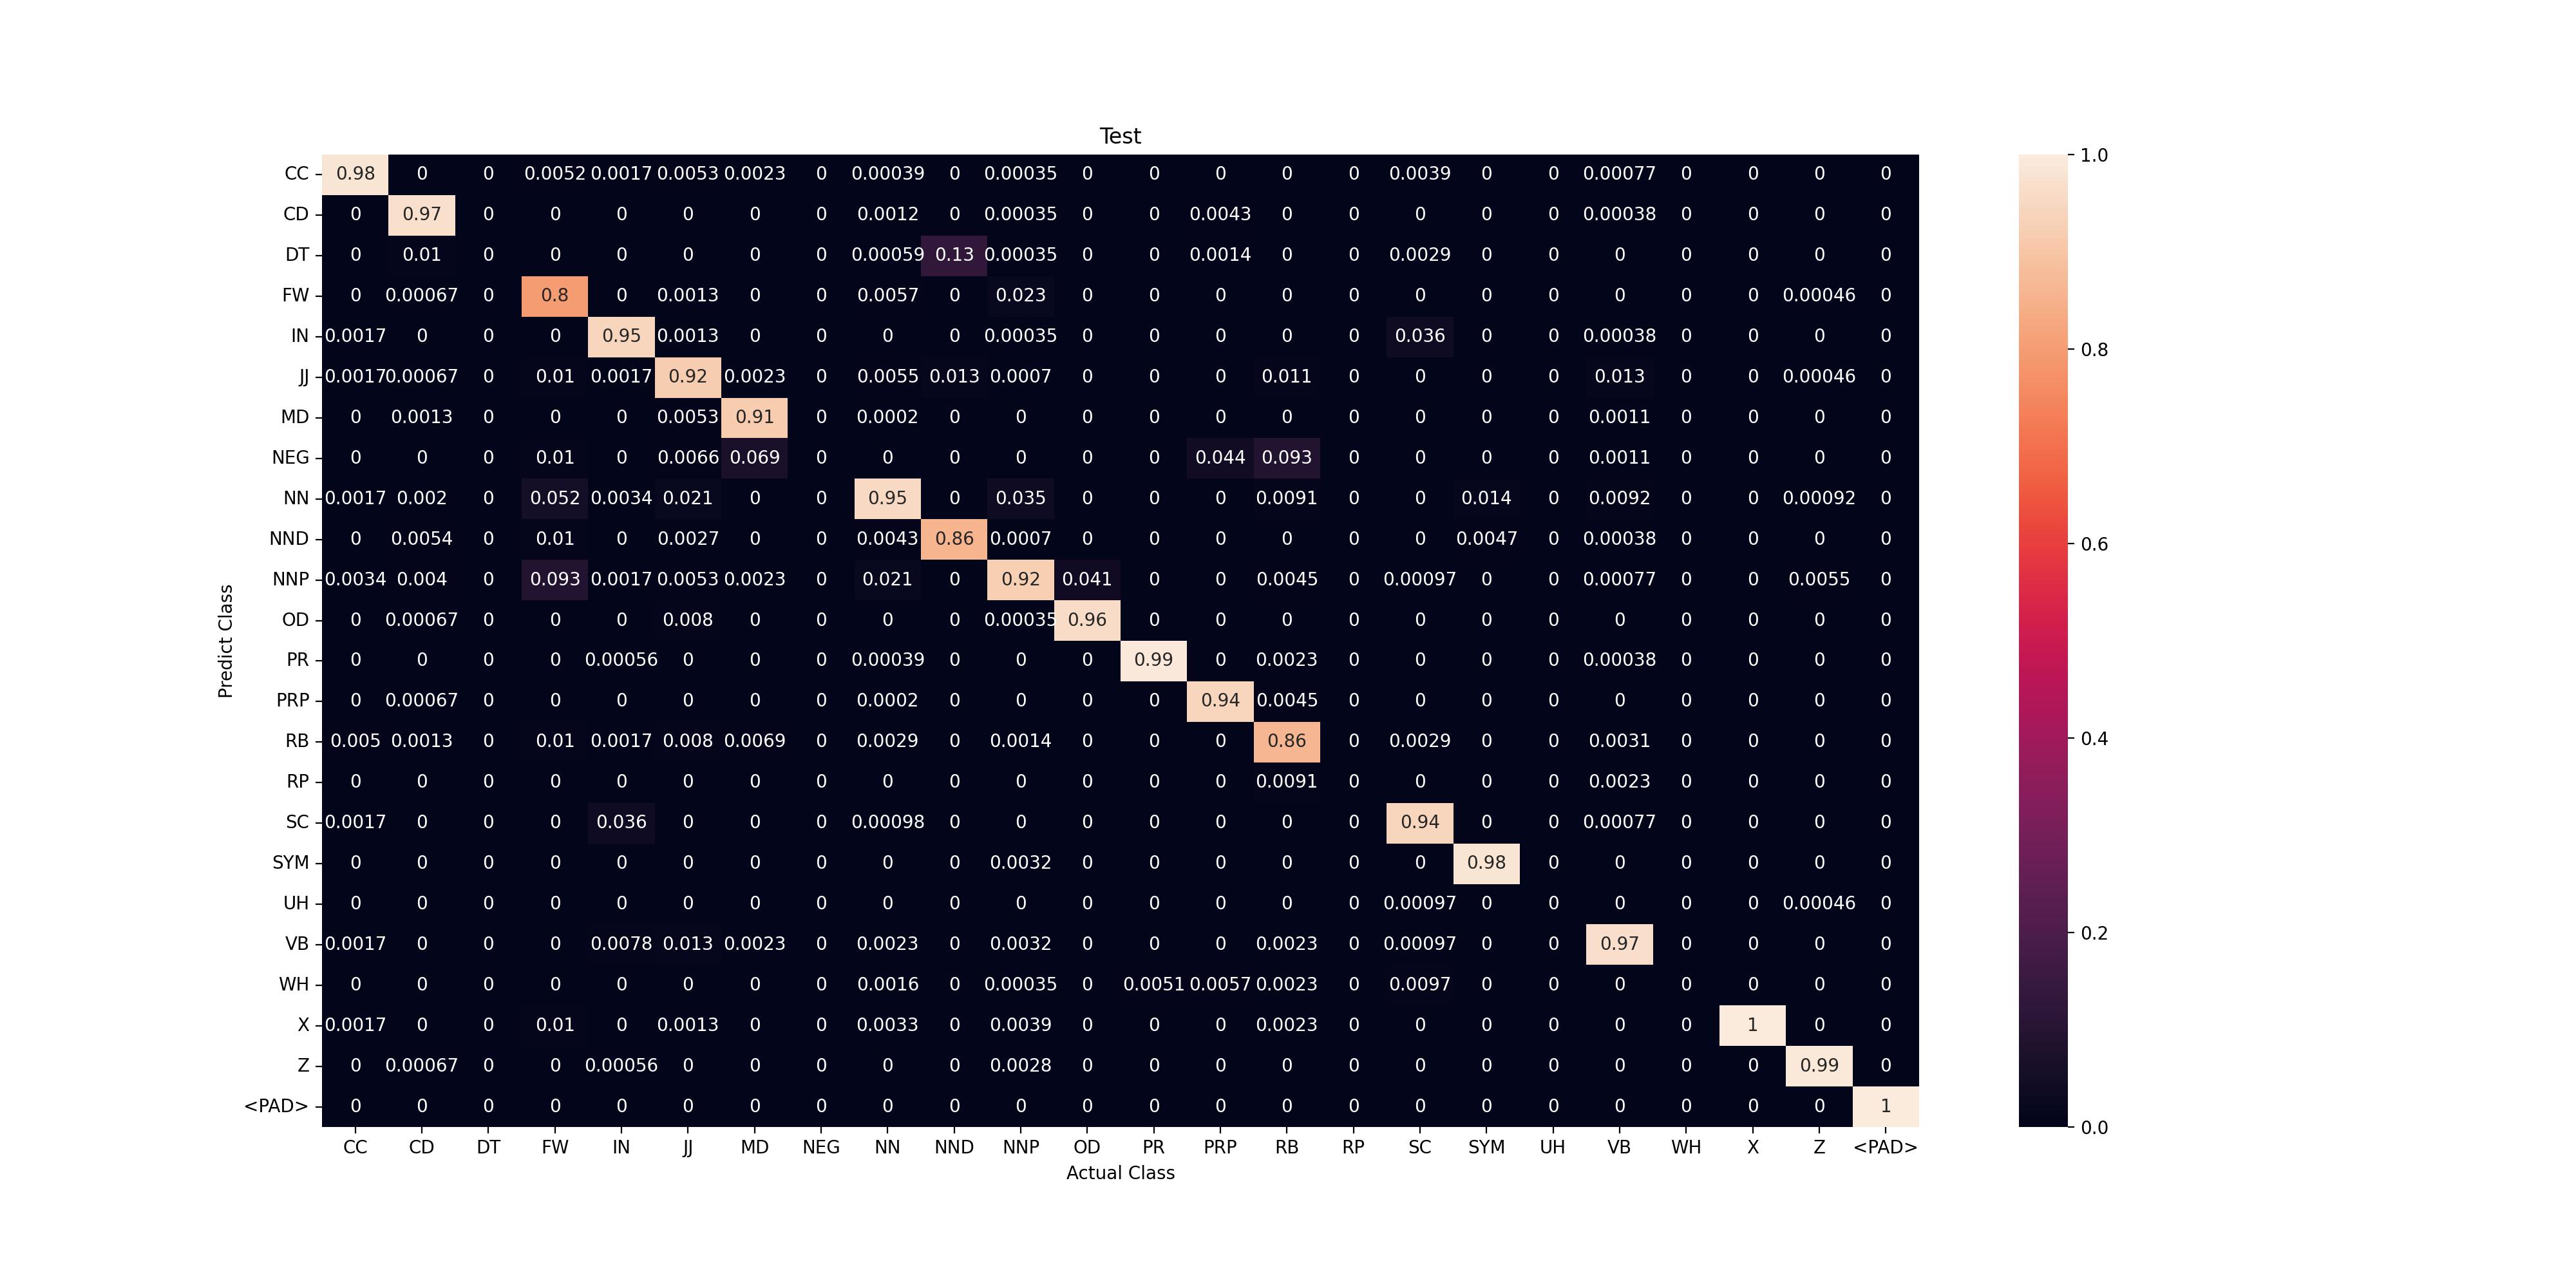 Test
CC 0.98 0 0 0.0052 0.0017 0.0053 0.0023 0 0.00039 0 0.00035 0 0 0 0 0 0.0039 0 0 0.00077 0 0 0 0 1.0
CD 0 0.97 0 0 0 0 0 0 0.0012 0 0.00035 0 0 0.0043 0 0 0 0 0 0.00038 0 0 0 0
DT 0 0.01 0 0 0 0 0 0 0.00059 0.13 0.00035 0 0 0.0014 0 0 0.0029 0 0 0 0 0 0 0
FW 0 0.00067 0 0.8 0 0.0013 0 0 0.0057 0 0.023 0 0 0 0 0 0 0 0 0 0 0 0.00046 0
IN 0.0017 0 0 0 0.95 0.0013 0 0 0 0 0.00035 0 0 0 0 0 0.036 0 0 0.00038 0 0 0 0
0.8
JJ 0.0017 0.00067 0 0.01 0.0017 0.92 0.0023 0 0.0055 0.013 0.0007 0 0 0 0.011 0 0 0 0 0.013 0 0 0.00046 0
MD 0 0.0013 0 0 0 0.0053 0.91 0 0.0002 0 0 0 0 0 0 0 0 0 0 0.0011 0 0 0 0
NEG 0 0 0 0.01 0 0.0066 0.069 0 0 0 0 0 0 0.044 0.093 0 0 0 0 0.0011 0 0 0 0
NN 0.0017 0.002 0 0.052 0.0034 0.021 0 0 0.95 0 0.035 0 0 0 0.0091 0 0 0.014 0 0.0092 0 0 0.00092 0
NND 0 0.0054 0 0.01 0 0.0027 0 0 0.0043 0.86 0.0007 0 0 0 0 0 0 0.0047 0 0.00038 0 0 0 0
0.6
NNP 0.0034 0.004 0 0.093 0.0017 0.0053 0.0023 0 0.021 0 0.92 0.041 0 0 0.0045 0 0.00097 0 0 0.00077 0 0 0.0055 0
OD 0 0.00067 0 0 0 0.008 0 0 0 0 0.00035 0.96 0 0 0 0 0 0 0 0 0 0 0 0
Predict Class
PR 0 0 0 0 0.00056 0 0 0 0.00039 0 0 0 0.99 0 0.0023 0 0 0 0 0.00038 0 0 0 0
PRP 0 0.00067 0 0 0 0 0 0 0.0002 0 0 0 0 0.94 0.0045 0 0 0 0 0 0 0 0 0
RB 0.005 0.0013 0 0.01 0.0017 0.008 0.0069 0 0.0029 0 0.0014 0 0 0 0.86 0 0.0029 0 0 0.0031 0 0 0 0
0.4
RP 0 0 0 0 0 0 0 0 0 0 0 0 0 0 0.0091 0 0 0 0 0.0023 0 0 0 0
SC 0.0017 0 0 0 0.036 0 0 0 0.00098 0 0 0 0 0 0 0 0.94 0 0 0.00077 0 0 0 0
SYM 0 0 0 0 0 0 0 0 0 0 0.0032 0 0 0 0 0 0 0.98 0 0 0 0 0 0
UH 0 0 0 0 0 0 0 0 0 0 0 0 0 0 0 0 0.00097 0 0 0 0 0 0.00046 0
VB 0.0017 0 0 0 0.0078 0.013 0.0023 0 0.0023 0 0.0032 0 0 0 0.0023 0 0.00097 0 0 0.97 0 0 0 0
0.2
WH 0 0 0 0 0 0 0 0 0.0016 0 0.00035 0 0.0051 0.0057 0.0023 0 0.0097 0 0 0 0 0 0 0
X 0.0017 0 0 0.01 0 0.0013 0 0 0.0033 0 0.0039 0 0 0 0.0023 0 0 0 0 0 0 1 0 0
Z 0 0.00067 0 0 0.00056 0 0 0 0 0 0.0028 0 0 0 0 0 0 0 0 0 0 0 0.99 0
<PAD> 0 0 0 0 0 0 0 0 0 0 0 0 0 0 0 0 0 0 0 0 0 0 0 1
0.0
CC CD DT FW IN JJ MD NEG NN NND NNP OD PR PRP RB RP SC SYM UH VB WH X Z <PAD>
Actual Class